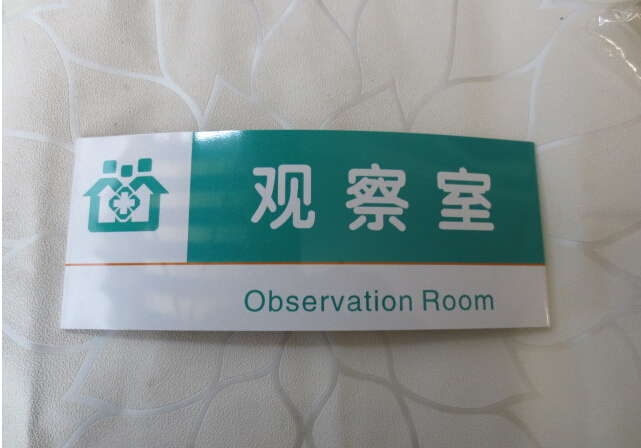 观察室
Observation Room